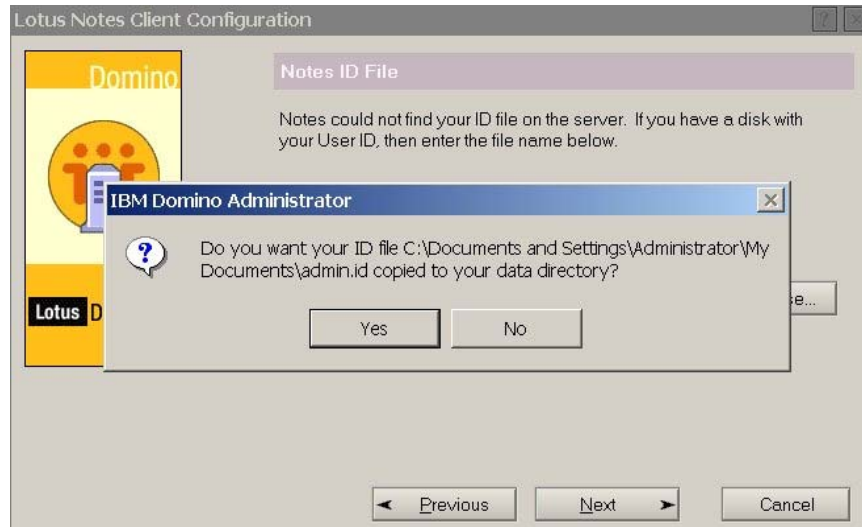 Lotus Notes Client Configuration
Domino
Notes ID File
Notes could not find your ID file on the server. If you have a disk with
your User ID, then enter the file name below.
IBM Domino Administrator
Do you want your ID file C:\Documents and Settings\Administrator\My
Documents\admin.id copied to your data directory?
Yes
No
Lotus D
e...
Previous
Next
Cancel